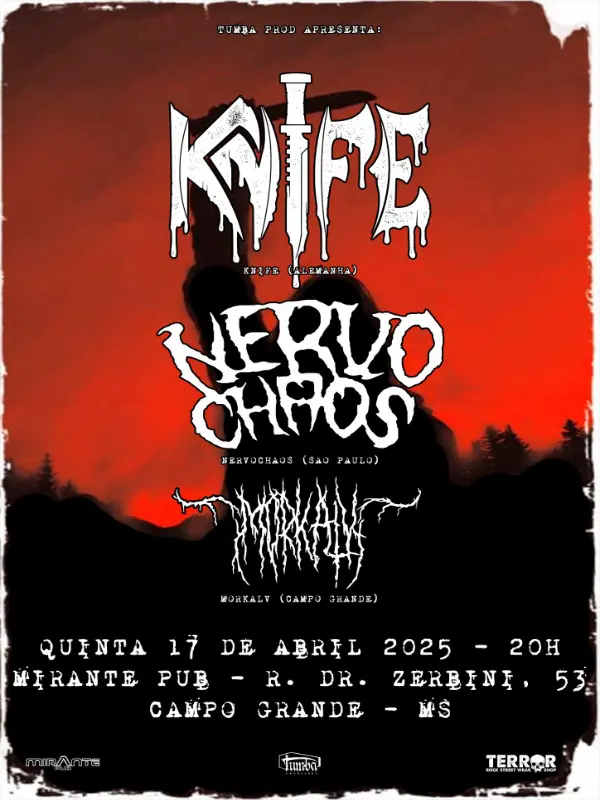 TUMBA PROD APRESENTA:
KNIFE
KNIFE (ALEMANHA)
NERVO
CHAOS
NERVOCHAOS (SAO PAULO)
MORKALV
MORKALV (CAMPO GRANDE)
QUINTA 17 DE ABRIL 2025 - 20H
MIRANTE PUB - R. DR. ZERBINI, 53
CAMPO GRANDE - MS
MIRANTE
tumba
TERROR
ROCK STREET WEAR SHOP